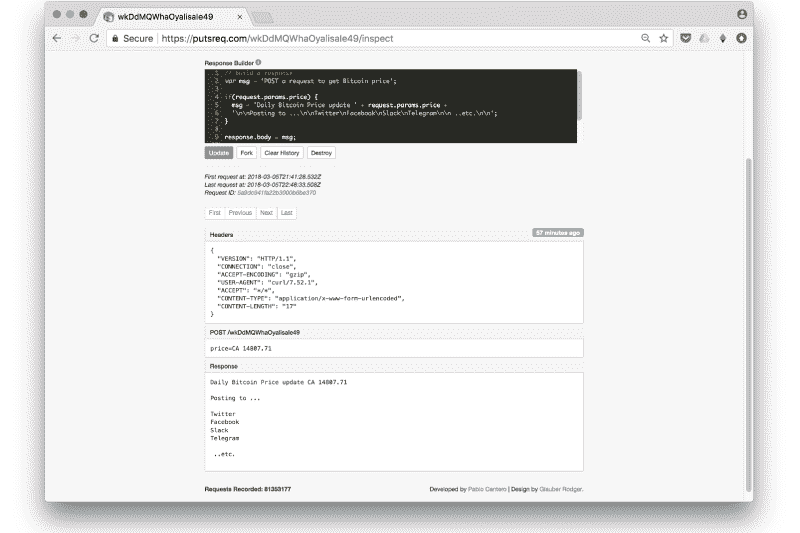 wkDdMQWhaOyalisale49
Secure | https://putsreq.com/wkDdMQWhaOyalisale49/inspect
Response Builder
1 // Build a response
2 var msg = 'POST a request to get Bitcoin price';
3
4 if(request.params.price) {
5 msg = 'Daily Bitcoin Price update ' + request.params.price +
6 '\n\nPosting to ...\n\nTwitter\nFacebook\nSlack\nTelegram\n\n ..etc.\n\n';
7 }
8
9 response.body = msg;
Update Fork Clear History Destroy
First request at: 2018-03-05T21:41:28.532Z
Last request at: 2018-03-05T22:48:33.508Z
Request ID:
First Previous Next Last
Headers 57 minutes ago
{
"VERSION": "HTTP/1.1",
"CONNECTION": "close",
"ACCEPT-ENCODING": "gzip",
"USER-AGENT": "curl/7.52.1",
"ACCEPT": "*/*",
"CONTENT-TYPE": "application/x-www-form-urlencoded",
"CONTENT-LENGTH": "17"
}
POST /wkDdMQWhaOyalisale49
price=CA 14807.71
Response
Daily Bitcoin Price update CA 14807.71
Posting to ...
Twitter
Facebook
Slack
Telegram
..etc.
Requests Recorded: 81353177 Developed by Pablo Cantero | Design by Glauber Rodger.